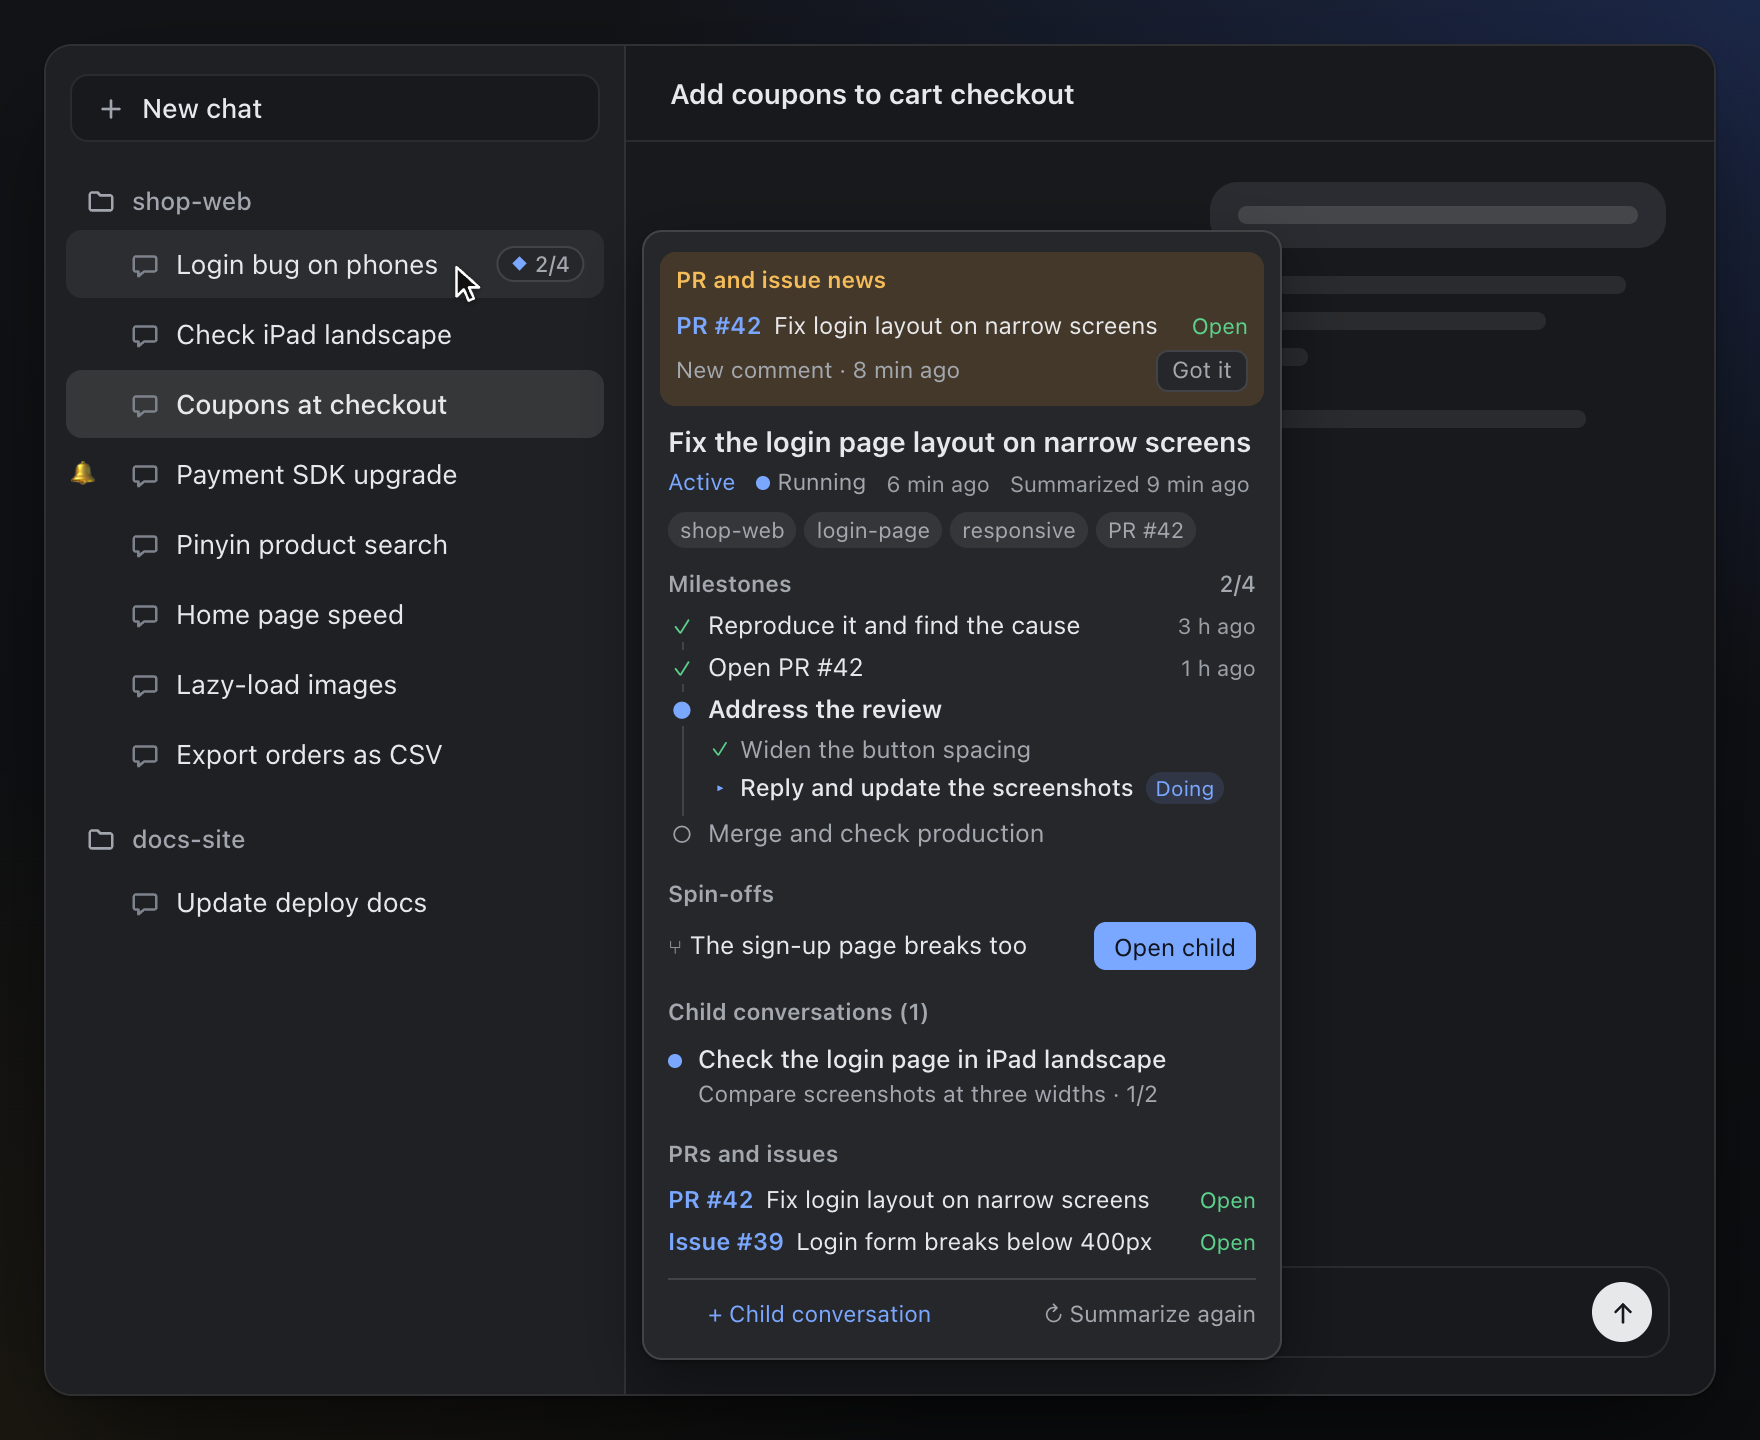 New chat
shop-web
Login bug on phones 2/4
Check iPad landscape
Coupons at checkout
Payment SDK upgrade
Pinyin product search
Home page speed
Lazy-load images
Export orders as CSV
docs-site
Update deploy docs
Add coupons to cart checkout
PR and issue news
PR #42 Fix login layout on narrow screens Open
New comment · 8 min ago Got it
Fix the login page layout on narrow screens
Active Running 6 min ago Summarized 9 min ago
shop-web login-page responsive PR #42
Milestones 2/4
Reproduce it and find the cause 3 h ago
Open PR #42 1 h ago
Address the review
Widen the button spacing
Reply and update the screenshots Doing
Merge and check production
Spin-offs
The sign-up page breaks too Open child
Child conversations (1)
Check the login page in iPad landscape
Compare screenshots at three widths · 1/2
PRs and issues
PR #42 Fix login layout on narrow screens Open
Issue #39 Login form breaks below 400px Open
+ Child conversation Summarize again